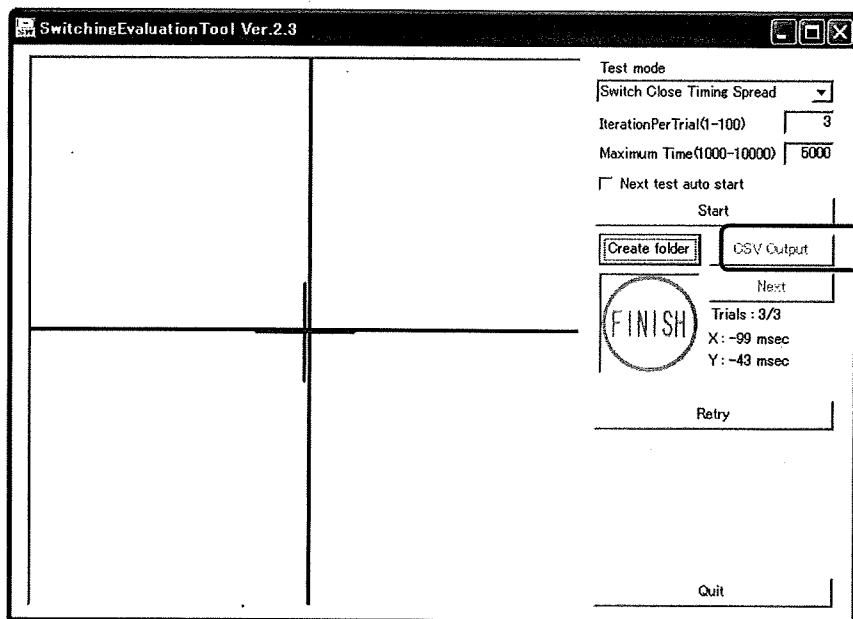 SwitchingEvaluationTool Ver.2.3
Test mode
Switch Close Timing Spread
IterationPerTrial(1-100) 3
Maximum Time(1000-10000) 5000
Next test auto start
Start
Create folder CSV Output
Next
FINISH
Trials : 3/3
X : -99 msec
Y : -43 msec
Retry
Quit